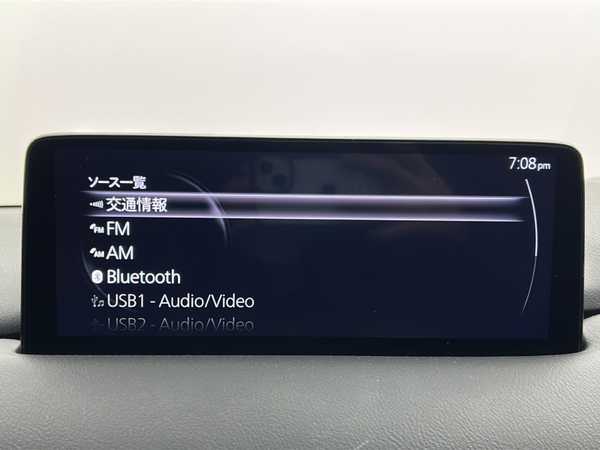 7:08pm
ソース一覧
交通情報
FM
AM
Bluetooth
USB1 - Audio/Video
USB2 - Audio/Video